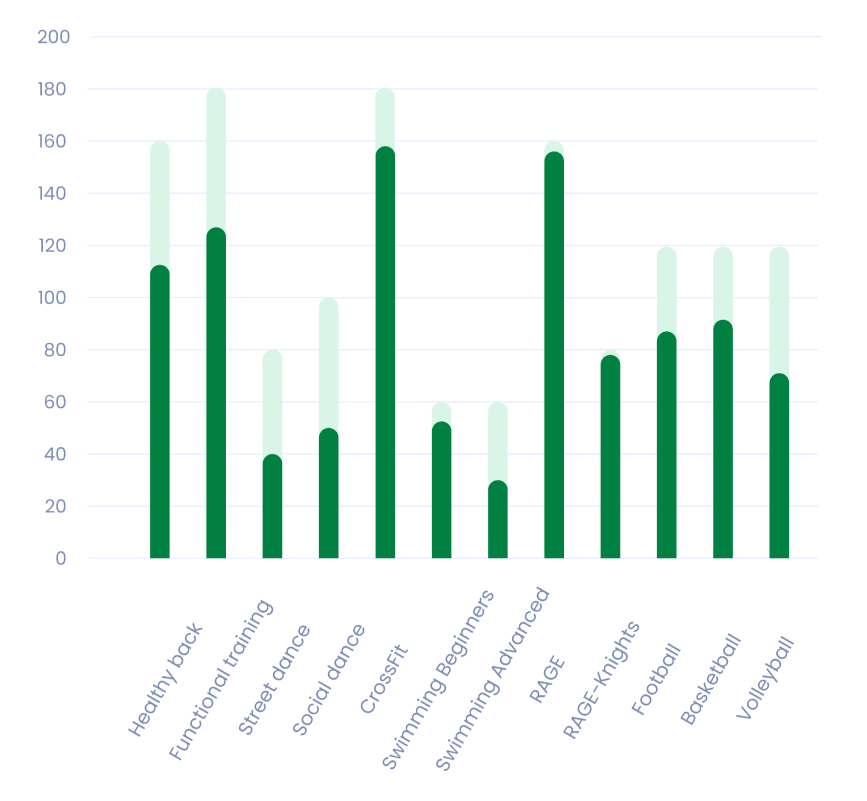 200
180
160
140
120
100
80
60
40
20
0
Healthy back
Functional training
Street dance
Social dance
CrossFit
Swimming Beginners
Swimming Advanced
RAGE
RAGE-Knights
Football
Basketball
Volleyball